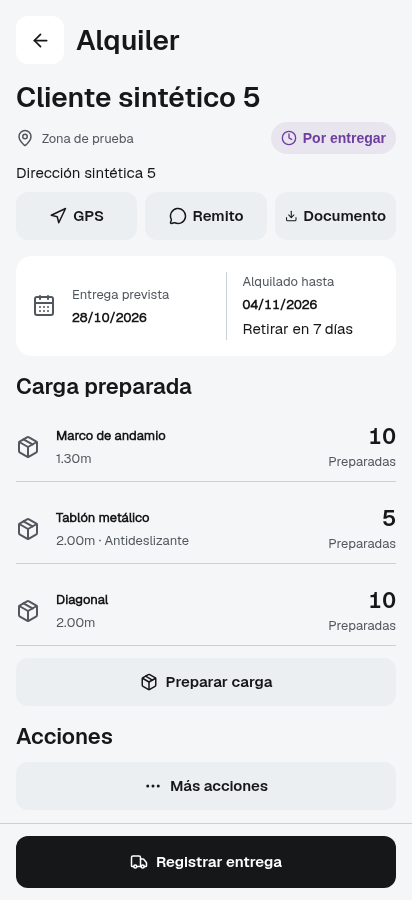 Alquiler
Cliente sintético 5
Zona de prueba
Por entregar
Dirección sintética 5
GPS
Remito
Documento
Entrega prevista
28/10/2026
Alquilado hasta
04/11/2026
Retirar en 7 días
Carga preparada
Marco de andamio
10
1.30m
Preparadas
Tablón metálico
5
2.00m · Antideslizante
Preparadas
Diagonal
10
2.00m
Preparadas
Preparar carga
Acciones
Más acciones
Registrar entrega